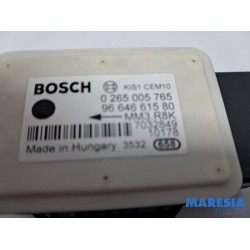 BOSCH KIS1 CEM10
0 265 005 765
96 646 615 80
MM3 R8K
7032849
10178
Made in Hungary 3532 658
MARESIA